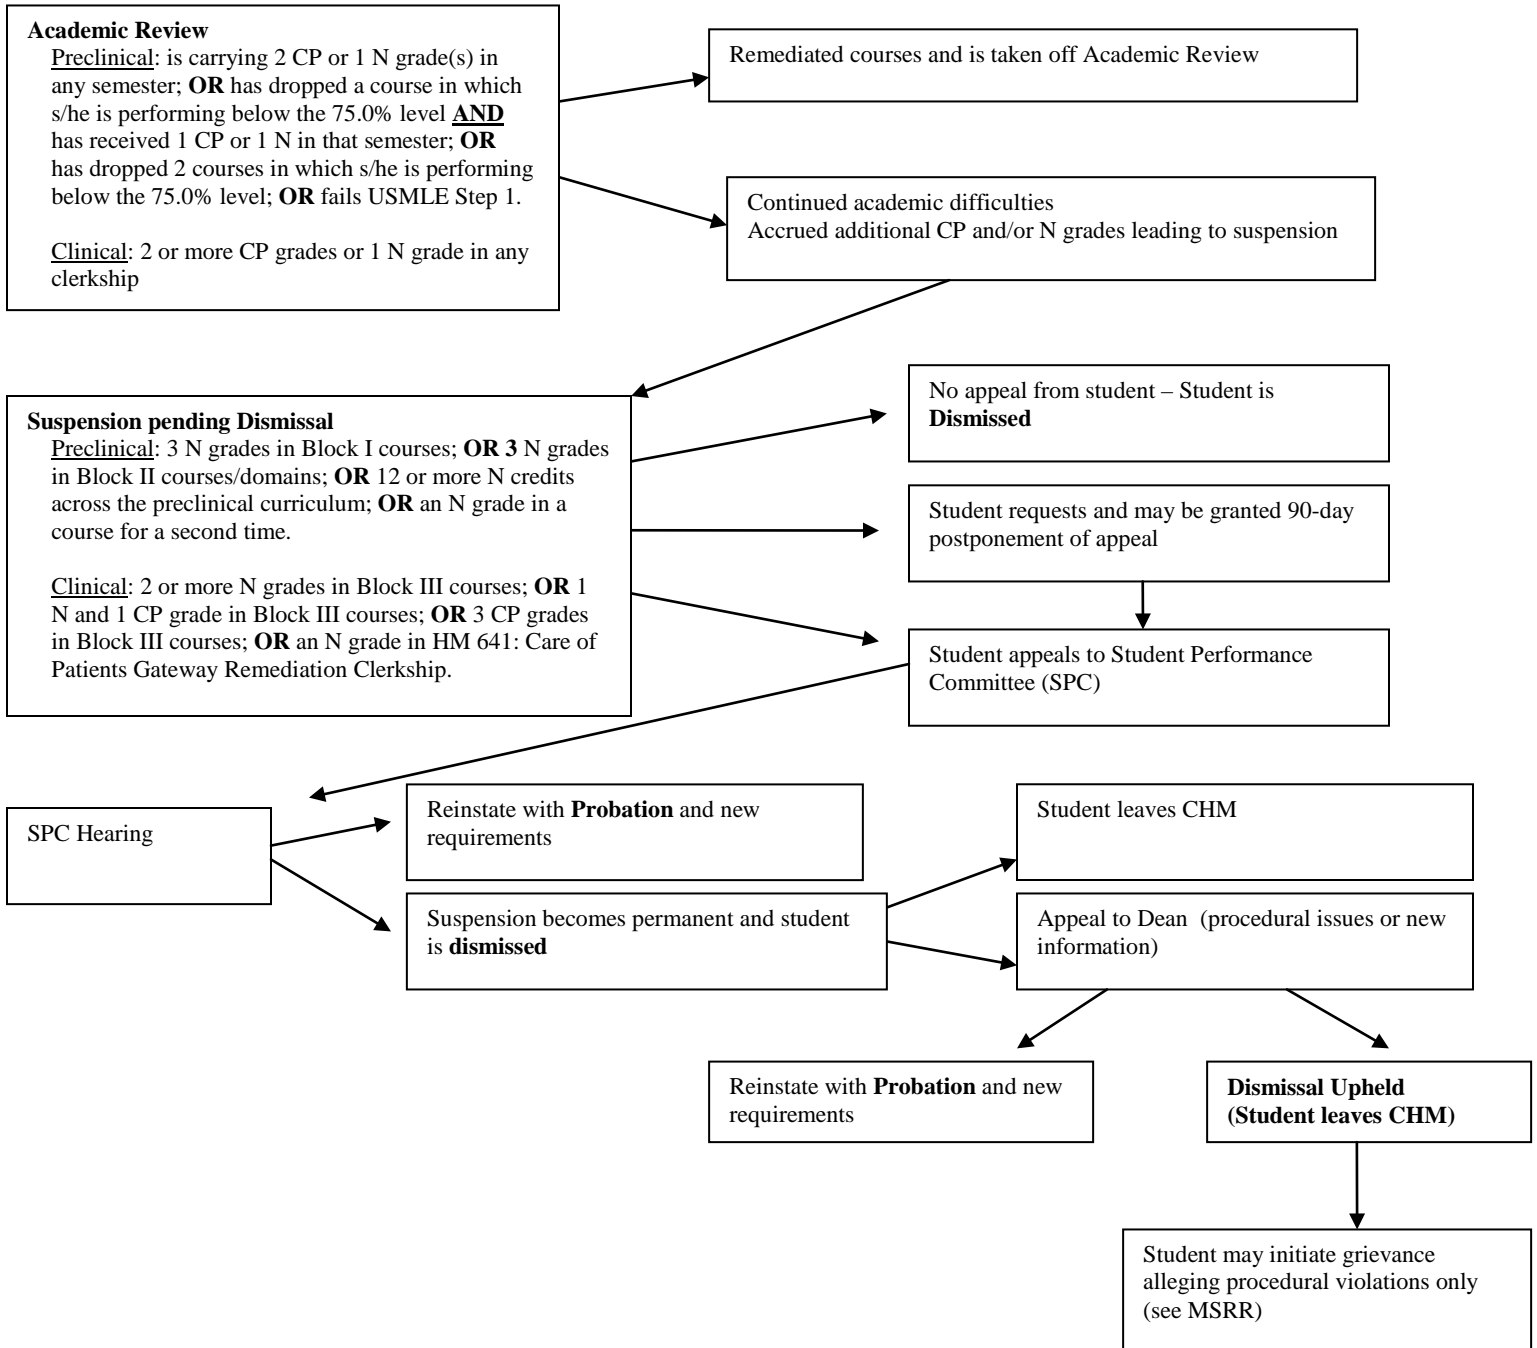 Academic Review
Preclinical: is carrying 2 CP or 1 N grade(s) in
any semester; OR has dropped a course in which
s/he is performing below the 75.0% level AND
has received 1 CP or 1 N in that semester; OR
has dropped 2 courses in which s/he is performing
below the 75.0% level; OR fails USMLE Step 1.
Clinical: 2 or more CP grades or 1 N grade in any
clerkship
Remediated courses and is taken off Academic Review
Continued academic difficulties
Accrued additional CP and/or N grades leading to suspension
Suspension pending Dismissal
Preclinical: 3 N grades in Block I courses; OR 3 N grades
in Block II courses/domains; OR 12 or more N credits
across the preclinical curriculum; OR an N grade in a
course for a second time.
Clinical: 2 or more N grades in Block III courses; OR 1
N and 1 CP grade in Block III courses; OR 3 CP grades
in Block III courses; OR an N grade in HM 641: Care of
Patients Gateway Remediation Clerkship.
No appeal from student – Student is
Dismissed
Student requests and may be granted 90-day
postponement of appeal
Student appeals to Student Performance
Committee (SPC)
SPC Hearing
Reinstate with Probation and new
requirements
Suspension becomes permanent and student
is dismissed
Student leaves CHM
Appeal to Dean  (procedural issues or new
information)
Reinstate with Probation and new
requirements
Dismissal Upheld
(Student leaves CHM)
Student may initiate grievance
alleging procedural violations only
(see MSRR)